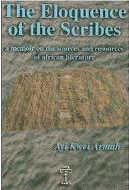 The Eloquence of
the Scribes
a memoir on the sources and resources
of african literature
Ayi Kwei Armah